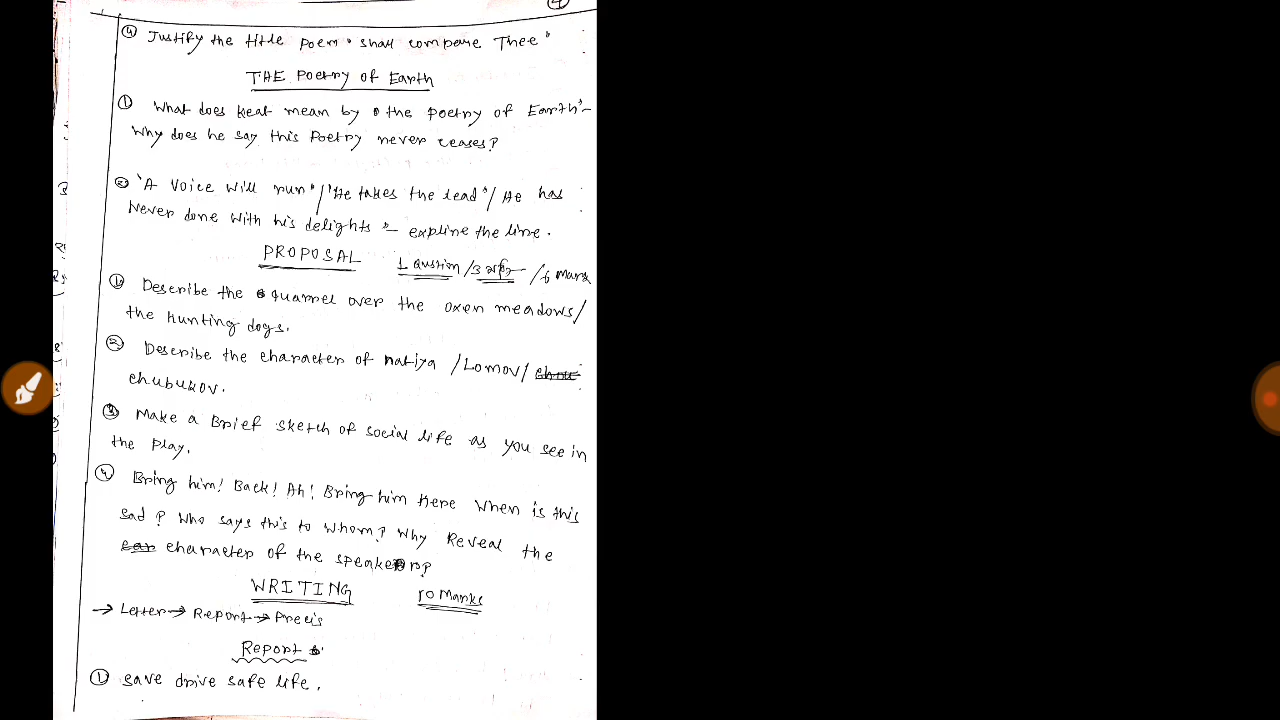 4
④ Justify the title poem "shall compare Thee"
THE Poetry of Earth
① What does keat mean by the poetry of Earth'-
Why does he say this Poetry never ceases?
② 'A voice will run"/'He takes the lead"/ He has
Never done with his delights - expline the line.
PROPOSAL 1 Qustion / 3 / 6 mark
① Describe the quarrel over the oxen meadows/
the hunting dogs.
② Describe the character of natiya / Lomov/
chubukov.
③ Make a Brief sketch of social life as you see in
the play.
④ Bring him! Back! Ah! Bring him Here When is this
sad? Who says this to whom? Why Reveal the
character of the speaker?
WRITING 10 Marks
→ Letter → Report → Precis
Report
① save drive safe life.